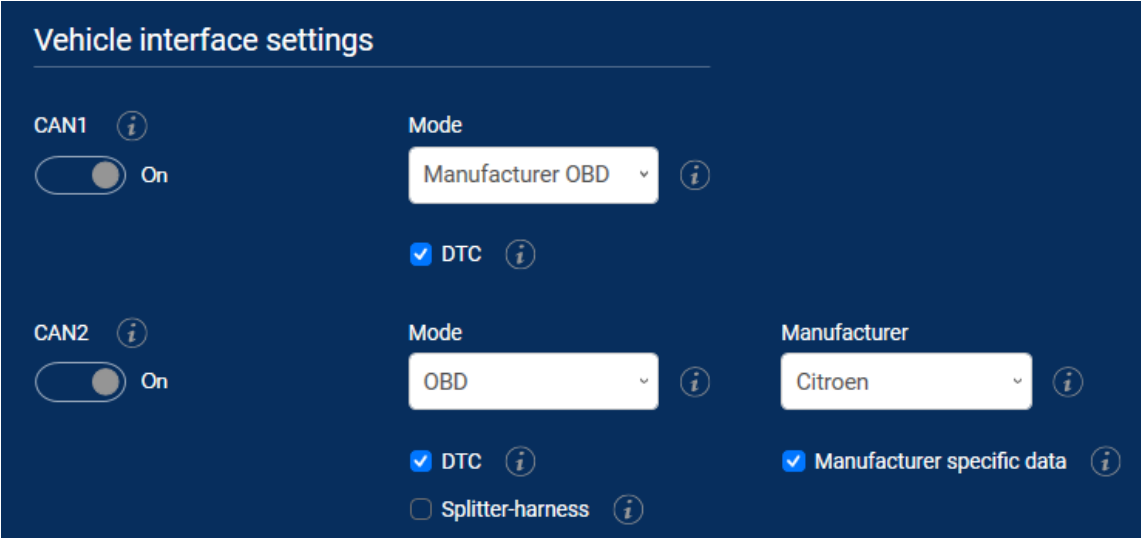 Vehicle interface settings
CAN1
Mode
On
Manufacturer OBD
DTC
CAN2
Mode
Manufacturer
On
OBD
Citroen
DTC
Manufacturer specific data
Splitter-harness